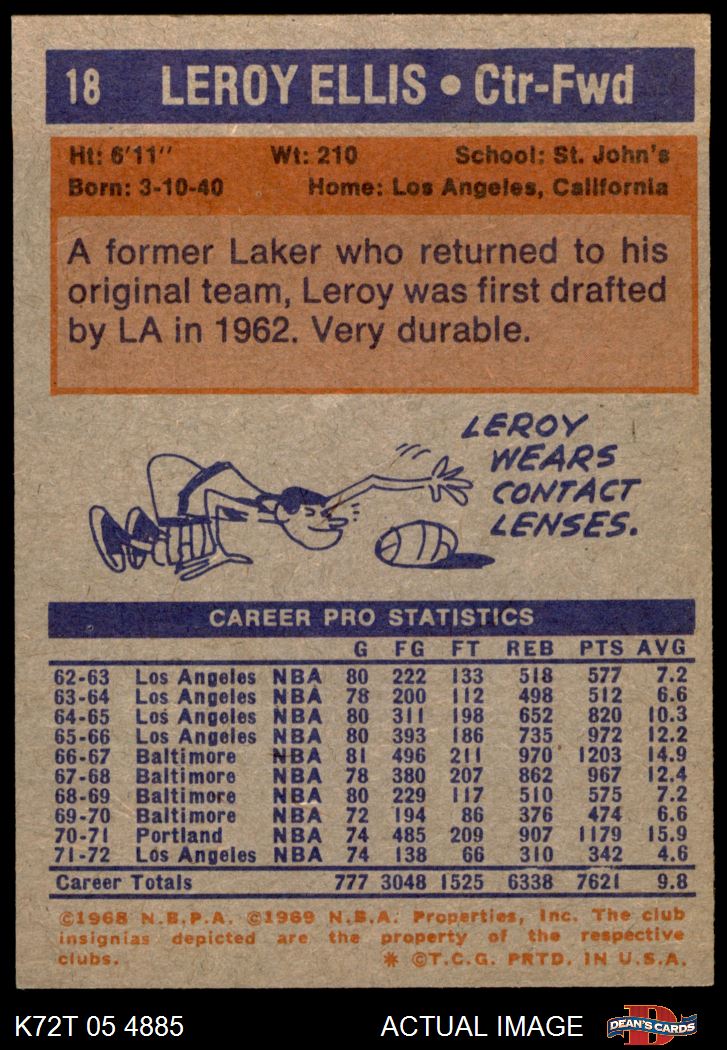 18 LEROY ELLIS • Ctr-Fwd
Ht: 6'11" Wt: 210 School: St. John's
Born: 3-10-40 Home: Los Angeles, California
A former Laker who returned to his
original team, Leroy was first drafted
by LA in 1962. Very durable.
LEROY
WEARS
CONTACT
LENSES.
CAREER PRO STATISTICS
G FG FT REB PTS AVG
62-63 Los Angeles NBA 80 222 133 518 577 7.2
63-64 Los Angeles NBA 78 200 112 498 512 6.6
64-65 Los Angeles NBA 80 311 198 652 820 10.3
65-66 Los Angeles NBA 80 393 186 735 972 12.2
66-67 Baltimore NBA 81 496 211 970 1203 14.9
67-68 Baltimore NBA 78 380 207 862 967 12.4
68-69 Baltimore NBA 80 229 117 510 575 7.2
69-70 Baltimore NBA 72 194 86 376 474 6.6
70-71 Portland NBA 74 485 209 907 1179 15.9
71-72 Los Angeles NBA 74 138 66 310 342 4.6
Career Totals 777 3048 1525 6338 7621 9.8
©1968 N.B.P.A. ©1969 N.B.A. Properties, Inc. The club
insignias depicted are the property of the respective
clubs. * ©T.C.G. PRTD. IN U.S.A.
K72T 05 4885 ACTUAL IMAGE D DEAN'S CARDS